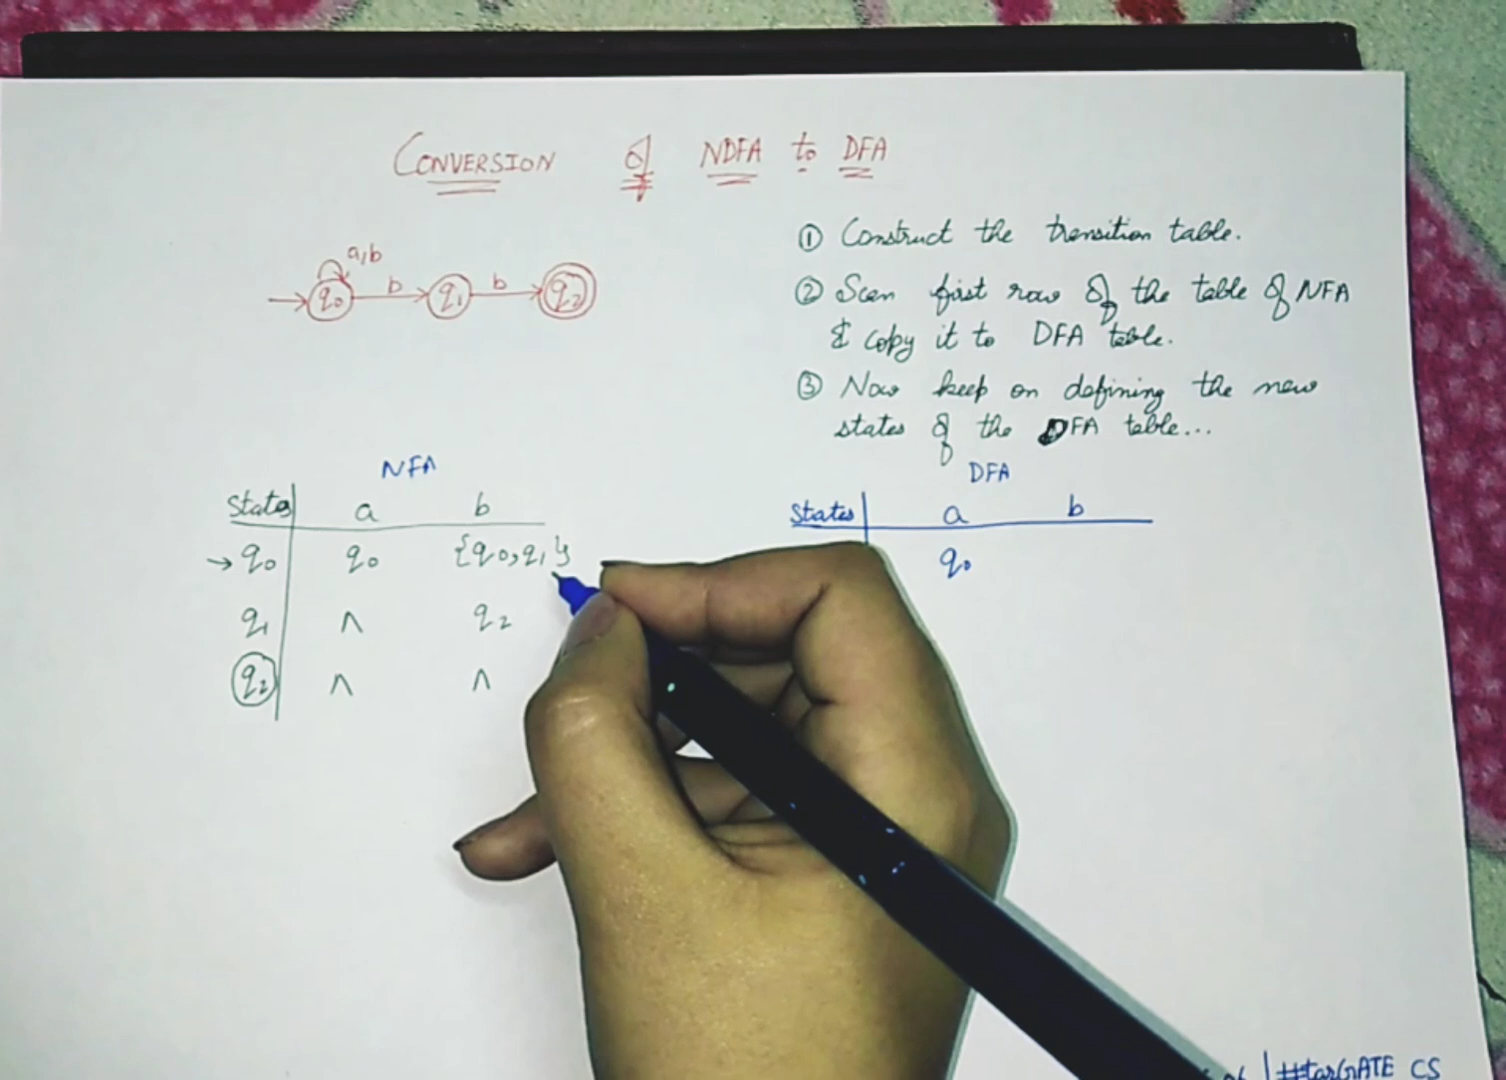 CONVERSION of NDFA to DFA
a,b
q0 b q1 b q2
① Construct the transition table.
② Scan first row of the table of NFA
& copy it to DFA table.
③ Now keep on defining the new
states of the DFA table...
NFA
States a b
→ q0 q0 {q0,q1}
q1 ∧ q2
q2 ∧ ∧
DFA
States a b
q0
#tarGATE CS